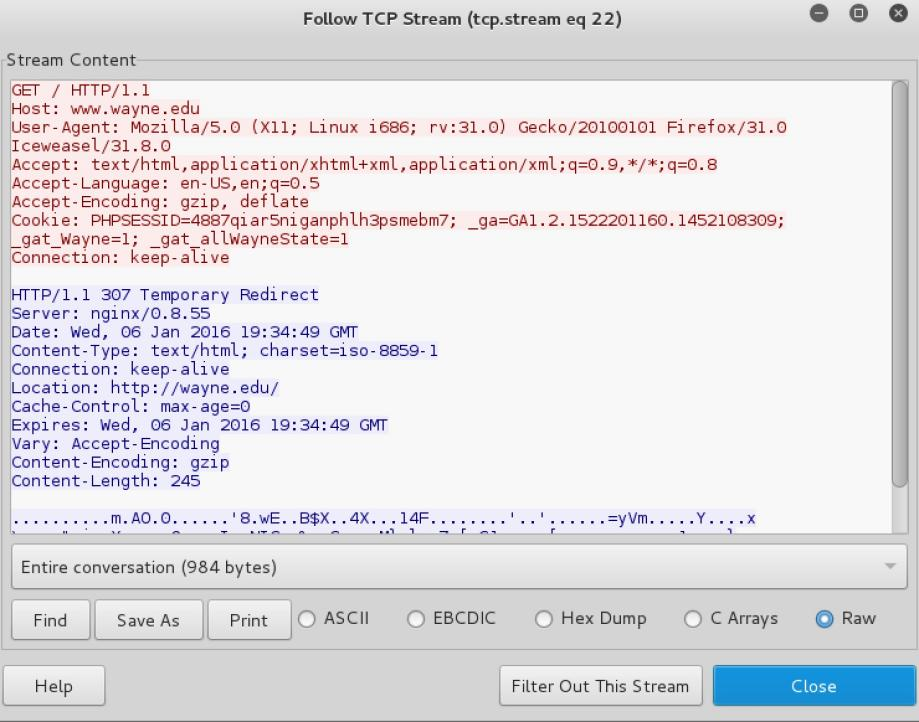 Follow TCP Stream (tcp.stream eq 22)
Stream Content
GET / HTTP/1.1
Host: www.wayne.edu
User-Agent: Mozilla/5.0 (X11; Linux i686; rv:31.0) Gecko/20100101 Firefox/31.0
Iceweasel/31.8.0
Accept: text/html,application/xhtml+xml,application/xml;q=0.9,*/*;q=0.8
Accept-Language: en-US,en;q=0.5
Accept-Encoding: gzip, deflate
Cookie: PHPSESSID=4887qiar5niganphlh3psmebm7; _ga=GA1.2.1522201160.1452108309;
_gat_Wayne=1; _gat_allWayneState=1
Connection: keep-alive
HTTP/1.1 307 Temporary Redirect
Server: nginx/0.8.55
Date: Wed, 06 Jan 2016 19:34:49 GMT
Content-Type: text/html; charset=iso-8859-1
Connection: keep-alive
Location: http://wayne.edu/
Cache-Control: max-age=0
Expires: Wed, 06 Jan 2016 19:34:49 GMT
Vary: Accept-Encoding
Content-Encoding: gzip
Content-Length: 245
..........m.AO.0......'8.wE..B$X..4X...14F........'..'......=yVm.....Y....x
Entire conversation (984 bytes)
Find Save As Print ASCII EBCDIC Hex Dump C Arrays Raw
Help Filter Out This Stream Close